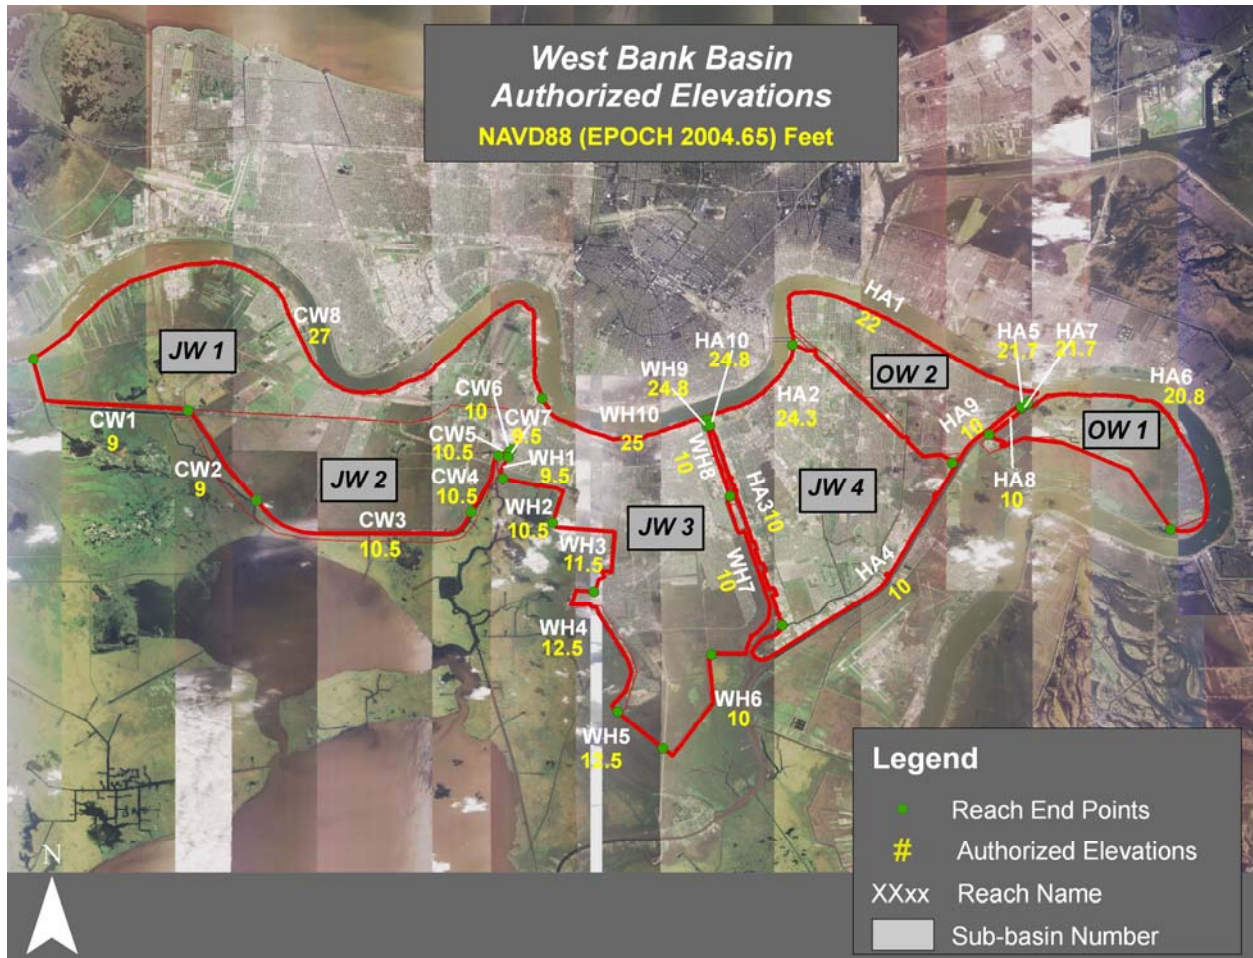 West Bank Basin
Authorized Elevations
NAVD88 (EPOCH 2004.65) Feet
CW8
27
JW 1
CW1
9
CW2
9
JW 2
CW3
10.5
CW4
10.5
CW5
10.5
CW6
10
CW7
9.5
WH1
9.5
WH2
10.5
WH3
11.5
WH4
12.5
WH5
12.5
WH6
10
JW 3
WH7
10
WH8
10
WH9
24.8
WH10
25
HA10
24.8
HA3
10
JW 4
HA4
10
HA2
24.3
HA1
22
OW 2
HA9
10
HA5
21.7
HA7
21.7
HA8
10
HA6
20.8
OW 1
N
Legend
Reach End Points
# Authorized Elevations
XXxx Reach Name
Sub-basin Number